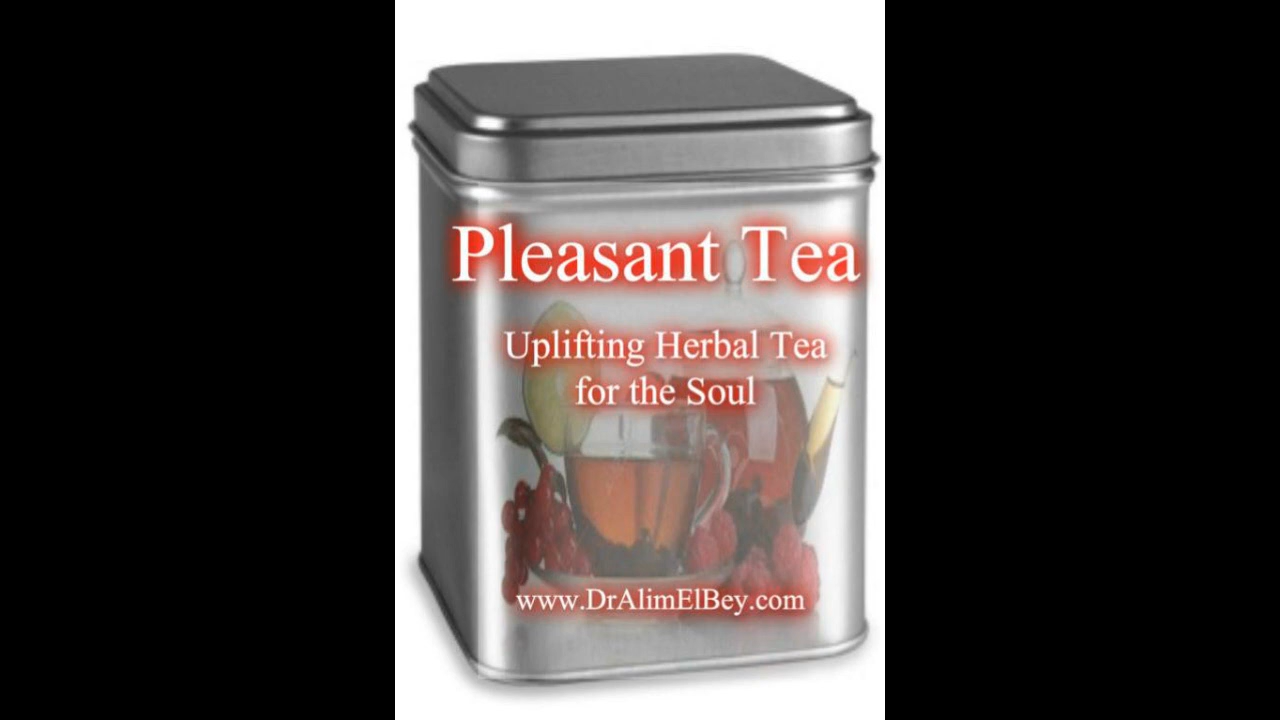 Pleasant Tea
Uplifting Herbal Tea
for the Soul
www.DrAlimElBey.com